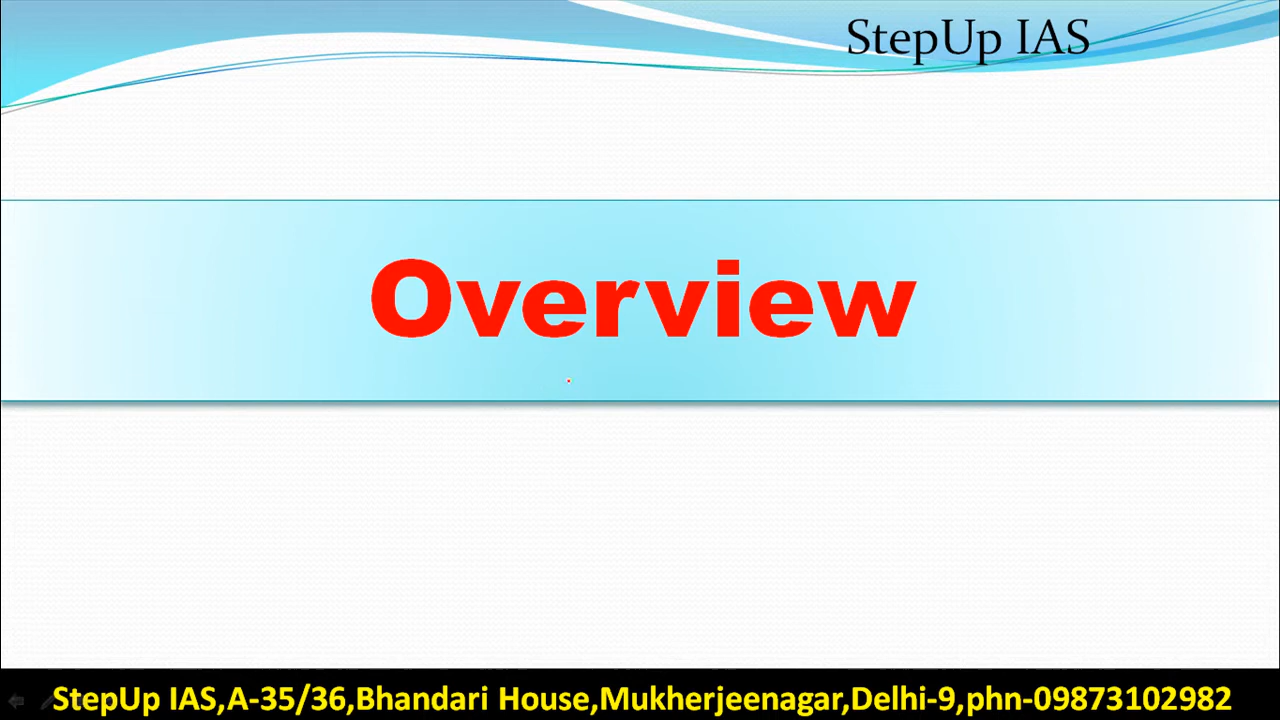 StepUp IAS
Overview
StepUp IAS,A-35/36,Bhandari House,Mukherjeenagar,Delhi-9,phn-09873102982